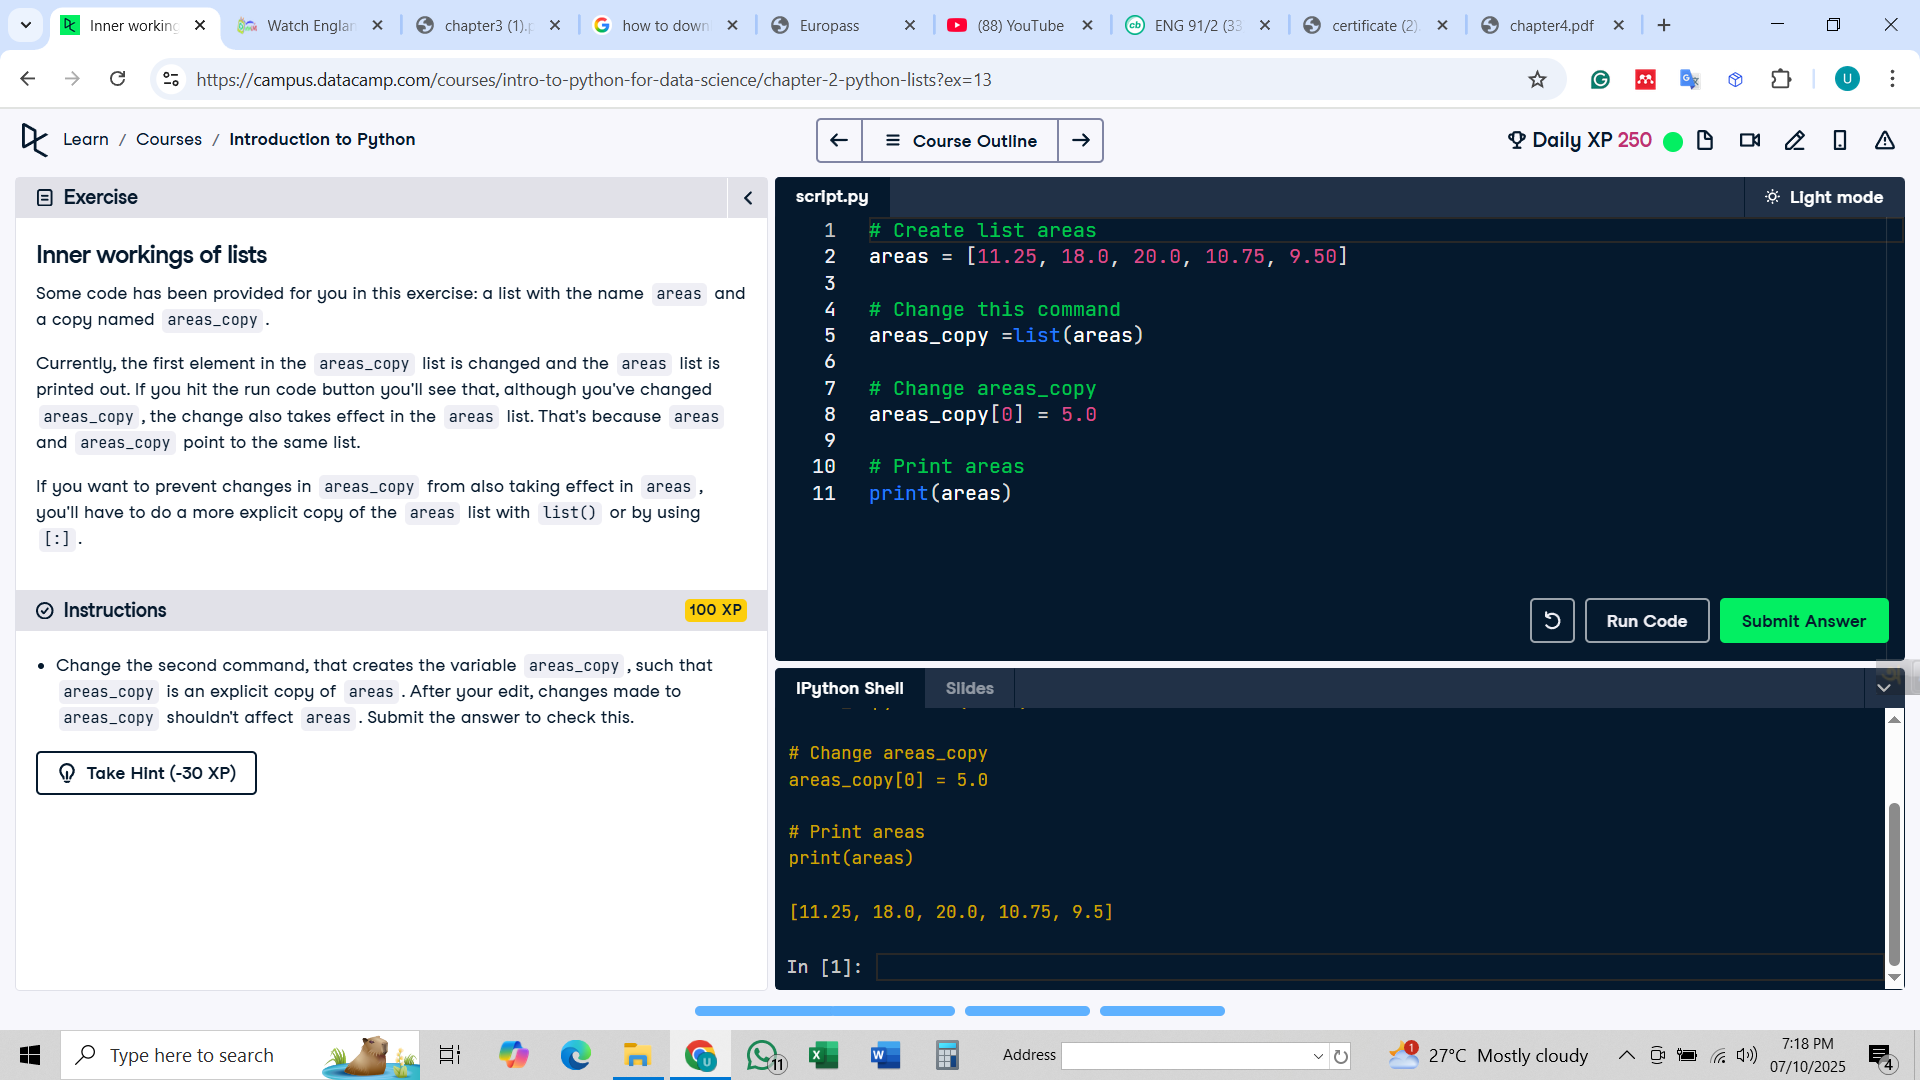 Inner working
Watch Englan
chapter3 (1).p
how to down
Europass
(88) YouTube
ENG 91/2 (33
certificate (2).
chapter4.pdf
https://campus.datacamp.com/courses/intro-to-python-for-data-science/chapter-2-python-lists?ex=13
U
Learn / Courses / Introduction to Python
Course Outline
Daily XP 250
Exercise
Inner workings of lists
Some code has been provided for you in this exercise: a list with the name areas and
a copy named areas_copy.
Currently, the first element in the areas_copy list is changed and the areas list is
printed out. If you hit the run code button you'll see that, although you've changed
areas_copy, the change also takes effect in the areas list. That's because areas
and areas_copy point to the same list.
If you want to prevent changes in areas_copy from also taking effect in areas,
you'll have to do a more explicit copy of the areas list with list() or by using
[:].
Instructions
100 XP
• Change the second command, that creates the variable areas_copy, such that
areas_copy is an explicit copy of areas. After your edit, changes made to
areas_copy shouldn't affect areas. Submit the answer to check this.
Take Hint (-30 XP)
script.py
Light mode
1 # Create list areas
2 areas = [11.25, 18.0, 20.0, 10.75, 9.50]
3
4 # Change this command
5 areas_copy =list(areas)
6
7 # Change areas_copy
8 areas_copy[0] = 5.0
9
10 # Print areas
11 print(areas)
Run Code
Submit Answer
IPython Shell
Slides
# Change areas_copy
areas_copy[0] = 5.0
# Print areas
print(areas)
[11.25, 18.0, 20.0, 10.75, 9.5]
In [1]:
Type here to search
11
Address
1
27°C Mostly cloudy
7:18 PM
07/10/2025
4